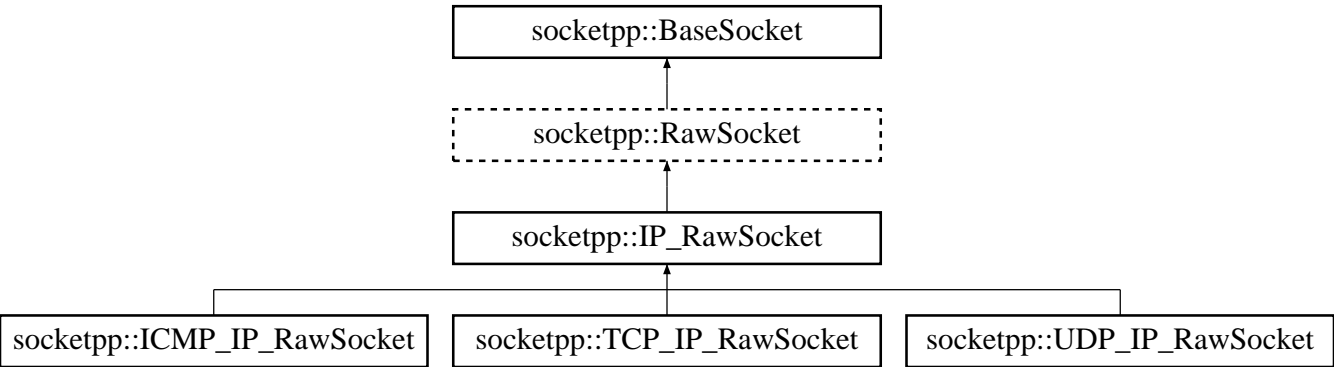 socketpp::BaseSocket
socketpp::RawSocket
socketpp::IP_RawSocket
socketpp::ICMP_IP_RawSocket
socketpp::TCP_IP_RawSocket
socketpp::UDP_IP_RawSocket